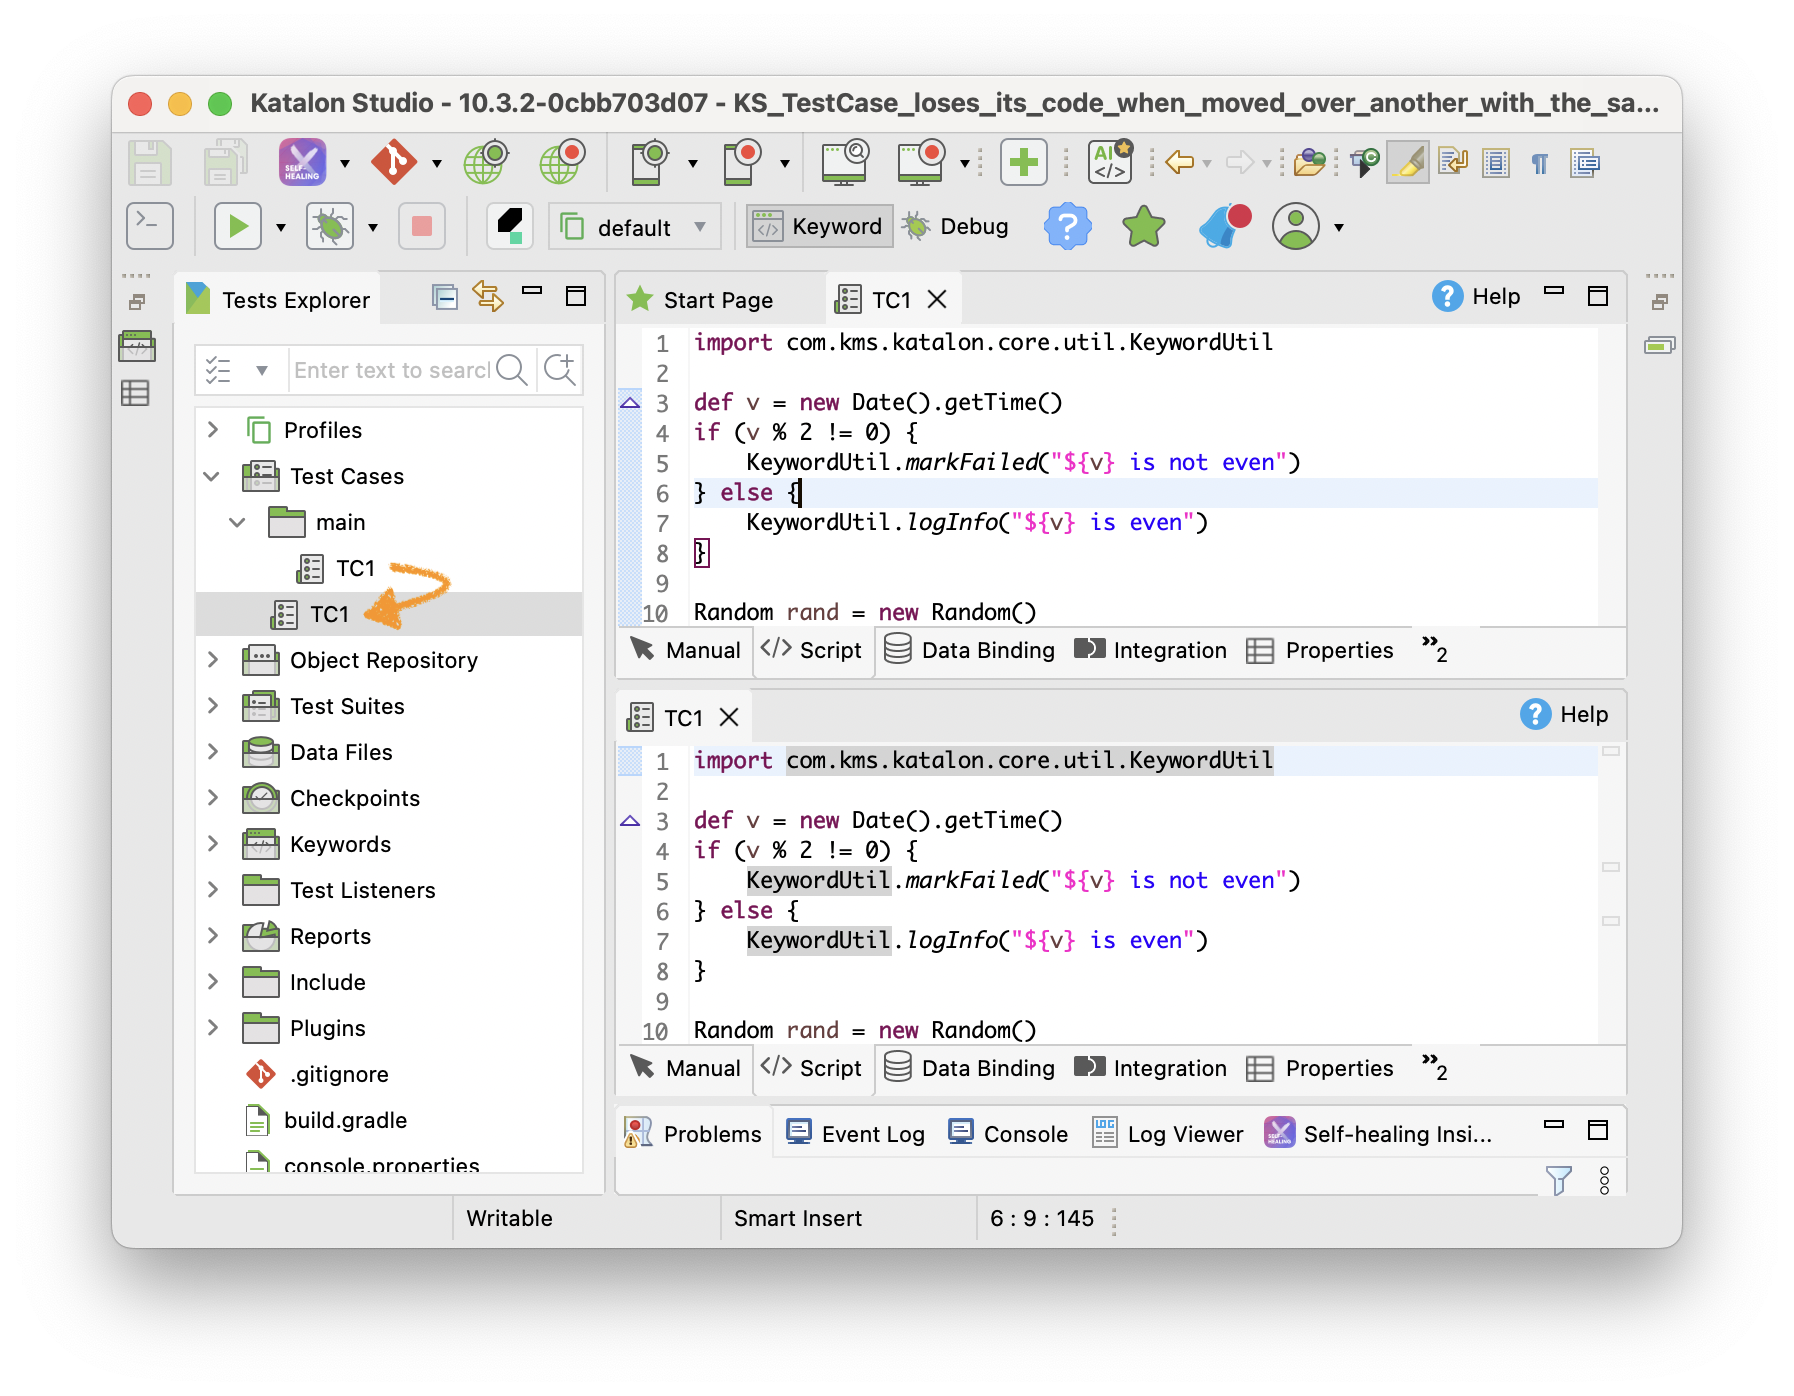 Katalon Studio - 10.3.2-0cbb703d07 - KS_TestCase_loses_its_code_when_moved_over_another_with_the_sa...
SELF-HEALING
AI
default
Keyword
Debug
Tests Explorer
Enter text to search
Profiles
Test Cases
main
TC1
TC1
Object Repository
Test Suites
Data Files
Checkpoints
Keywords
Test Listeners
Reports
Include
Plugins
.gitignore
build.gradle
console.properties
Start Page
TC1
Help
1 import com.kms.katalon.core.util.KeywordUtil
2
3 def v = new Date().getTime()
4 if (v % 2 != 0) {
5 KeywordUtil.markFailed("${v} is not even")
6 } else {
7 KeywordUtil.logInfo("${v} is even")
8 }
9
10 Random rand = new Random()
Manual
Script
Data Binding
Integration
Properties
»2
TC1
Help
1 import com.kms.katalon.core.util.KeywordUtil
2
3 def v = new Date().getTime()
4 if (v % 2 != 0) {
5 KeywordUtil.markFailed("${v} is not even")
6 } else {
7 KeywordUtil.logInfo("${v} is even")
8 }
9
10 Random rand = new Random()
Manual
Script
Data Binding
Integration
Properties
»2
Problems
Event Log
Console
LOG
Log Viewer
Self-healing Insi...
Writable
Smart Insert
6 : 9 : 145